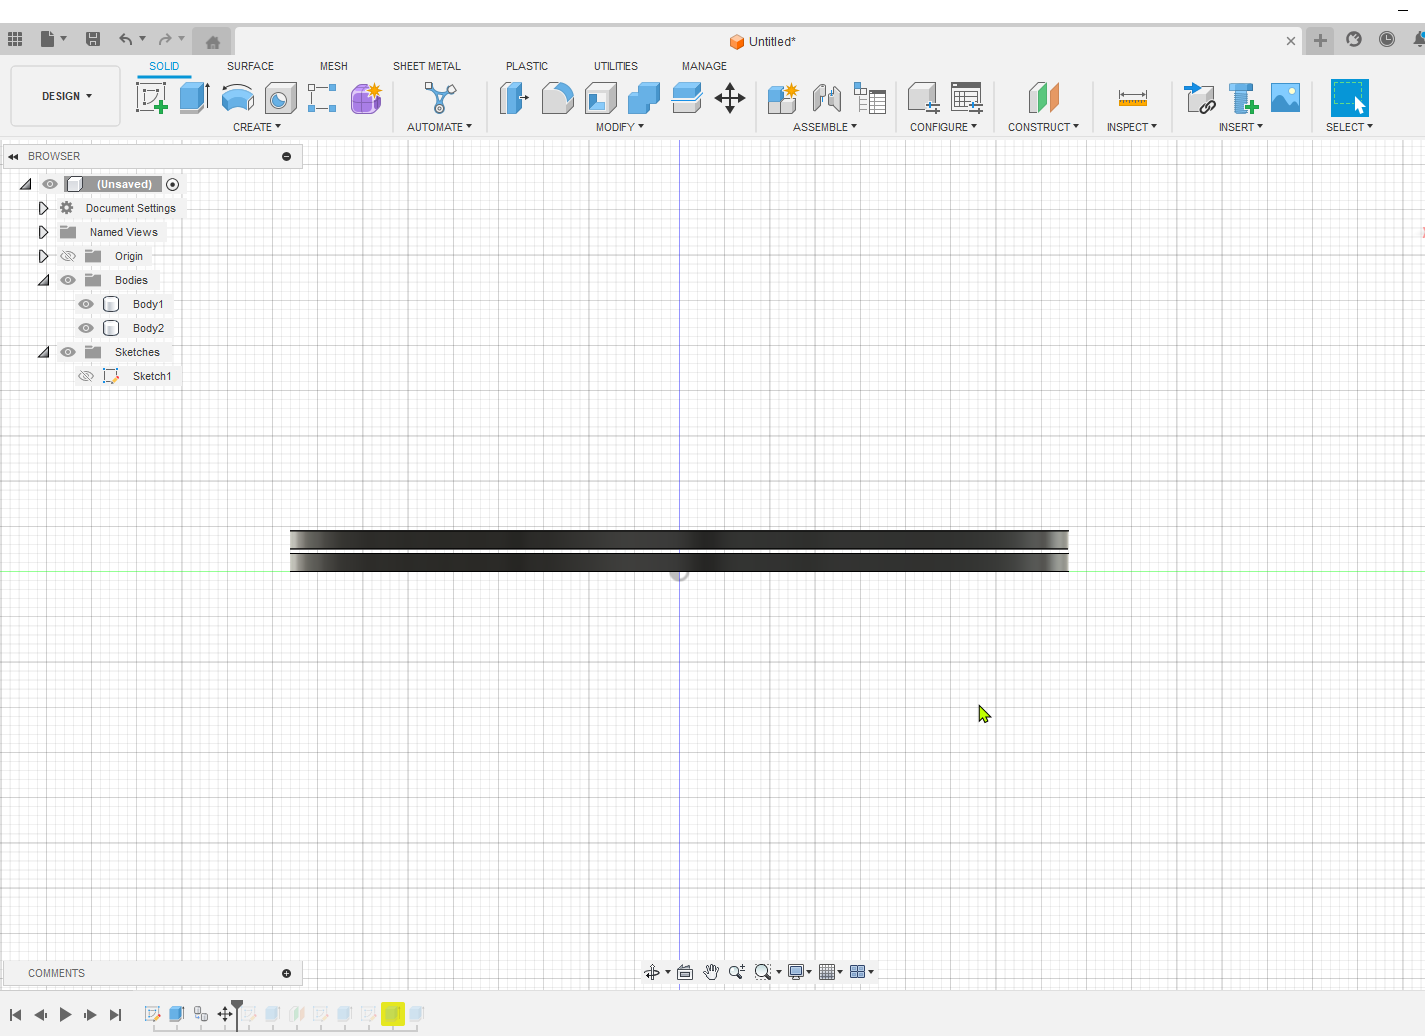 Untitled*
SOLID SURFACE MESH SHEET METAL PLASTIC UTILITIES MANAGE
DESIGN
CREATE AUTOMATE MODIFY ASSEMBLE CONFIGURE CONSTRUCT INSPECT INSERT SELECT
BROWSER
(Unsaved)
Document Settings
Named Views
Origin
Bodies
Body1
Body2
Sketches
Sketch1
COMMENTS